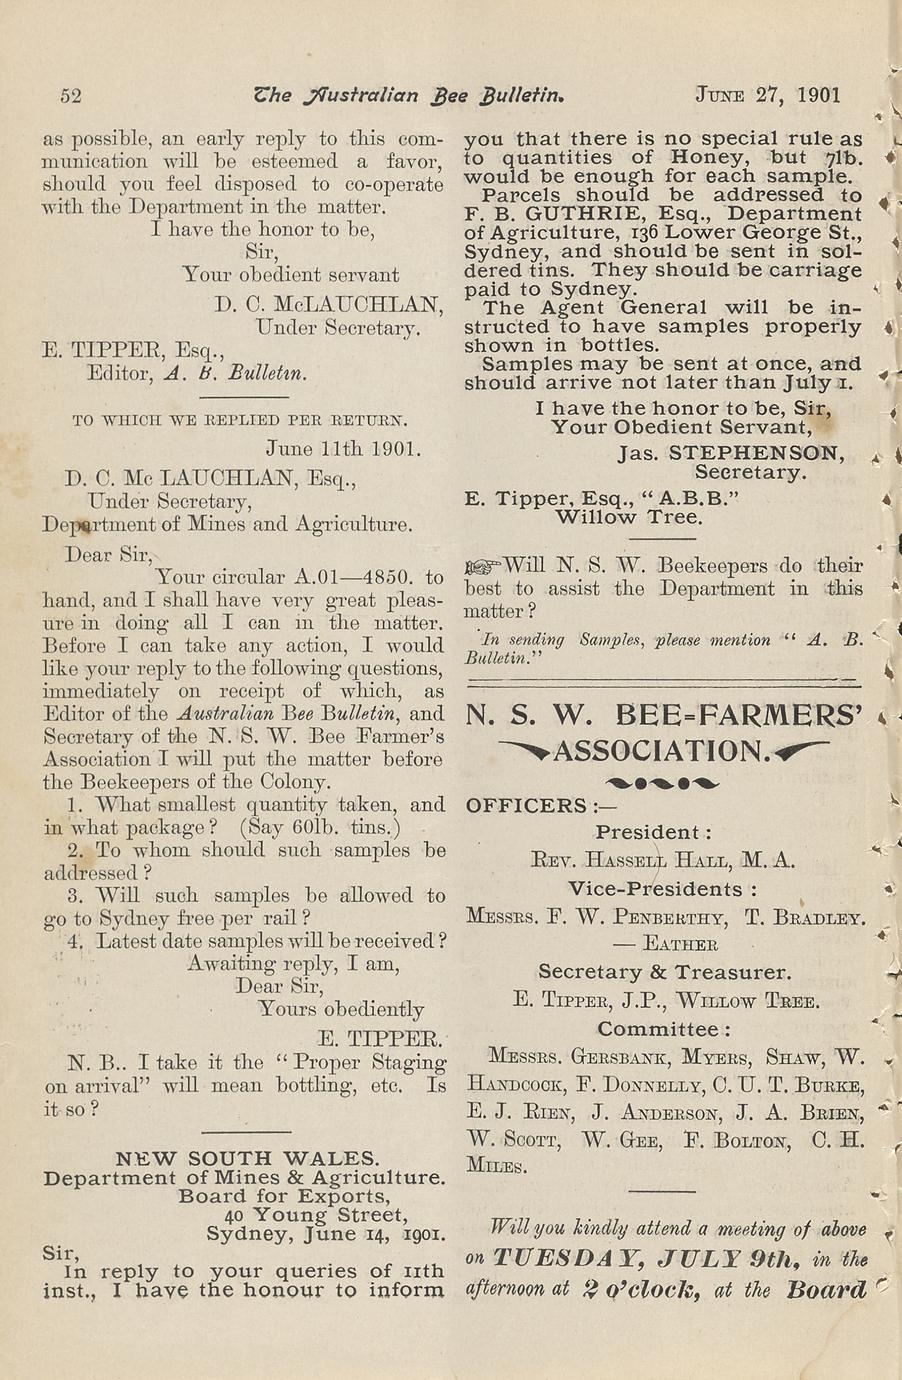 52
The Australian Bee Bulletin.
JUNE 27, 1901
as possible, an early reply to this com-
munication will be esteemed a favor,
should you feel disposed to co-operate
with the Department in the matter.
I have the honor to be,
Sir,
Your obedient servant
D. C. McLAUCHLAN,
Under Secretary.
E. TIPPER, Esq.,
Editor, A. B. Bulletin.
TO WHICH WE REPLIED PER RETURN.
June 11th 1901.
D. C. Mc LAUCHLAN, Esq.,
Under Secretary,
Department of Mines and Agriculture.
Dear Sir,
Your circular A.01—4850. to
hand, and I shall have very great pleas-
ure in doing all I can in the matter.
Before I can take any action, I would
like your reply to the following questions,
immediately on receipt of which, as
Editor of the Australian Bee Bulletin, and
Secretary of the N. S. W. Bee Farmer's
Association I will put the matter before
the Beekeepers of the Colony.
1. What smallest quantity taken, and
in what package? (Say 60lb. tins.)
2. To whom should such samples be
addressed?
3. Will such samples be allowed to
go to Sydney free per rail?
4. Latest date samples will be received?
Awaiting reply, I am,
Dear Sir,
Yours obediently
E. TIPPER.
N. B.. I take it the "Proper Staging
on arrival" will mean bottling, etc. Is
it so?
NEW SOUTH WALES.
Department of Mines & Agriculture.
Board for Exports,
40 Young Street,
Sydney, June 14, 1901.
Sir,
In reply to your queries of 11th
inst., I have the honour to inform
you that there is no special rule as
to quantities of Honey, but 7lb.
would be enough for each sample.
Parcels should be addressed to
F. B. GUTHRIE, Esq., Department
of Agriculture, 136 Lower George St.,
Sydney, and should be sent in sol-
dered tins. They should be carriage
paid to Sydney.
The Agent General will be in-
structed to have samples properly
shown in bottles.
Samples may be sent at once, and
should arrive not later than July 1.
I have the honor to be, Sir,
Your Obedient Servant,
Jas. STEPHENSON,
Secretary.
E. Tipper, Esq., "A.B.B."
Willow Tree.
☞Will N. S. W. Beekeepers do their
best to assist the Department in this
matter?
In sending Samples, please mention "A. B.
Bulletin."
N. S. W. BEE=FARMERS'
ASSOCIATION.
OFFICERS :—
President :
REV. HASSELL HALL, M. A.
Vice-Presidents :
MESSRS. F. W. PENBERTHY, T. BRADLEY.
— EATHER
Secretary & Treasurer.
E. TIPPER, J.P., WILLOW TREE.
Committee :
MESSRS. GERSBANK, MYERS, SHAW, W.
HANDCOCK, F. DONNELLY, C. U. T. BURKE,
E. J. RIEN, J. ANDERSON, J. A. BRIEN,
W. SCOTT, W. GEE, F. BOLTON, C. H.
MILES.
Will you kindly attend a meeting of above
on TUESDAY, JULY 9th, in the
afternoon at 2 o'clock, at the Board